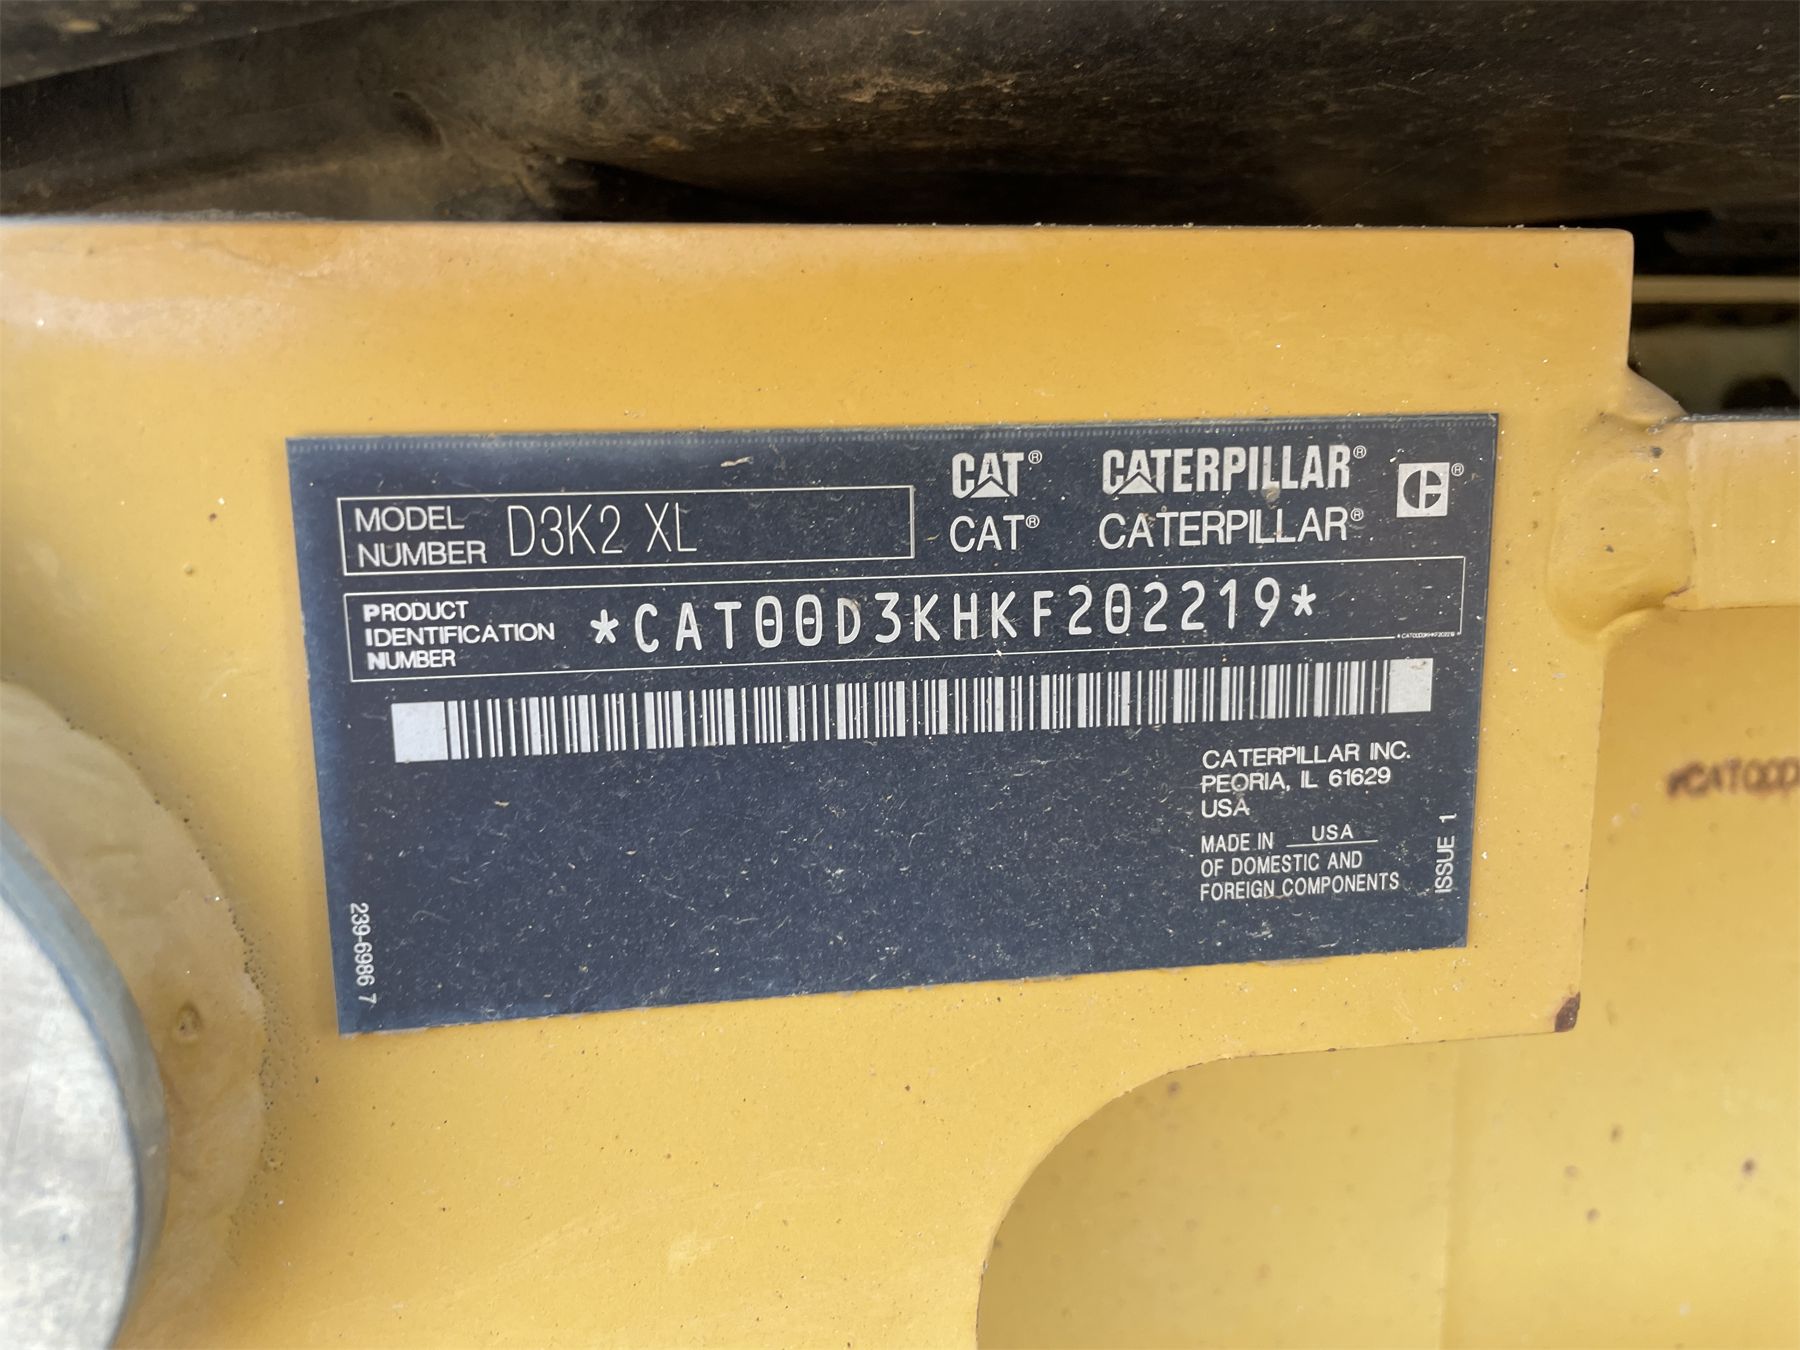 CAT® CATERPILLAR® ®
CAT® CATERPILLAR®
MODEL NUMBER D3K2 XL
PRODUCT IDENTIFICATION NUMBER *CAT00D3KHKF202219*
*CAT00D3KHKF202219
CATERPILLAR INC.
PEORIA, IL 61629
USA
MADE IN USA
OF DOMESTIC AND
FOREIGN COMPONENTS
ISSUE 1
239-6986 7